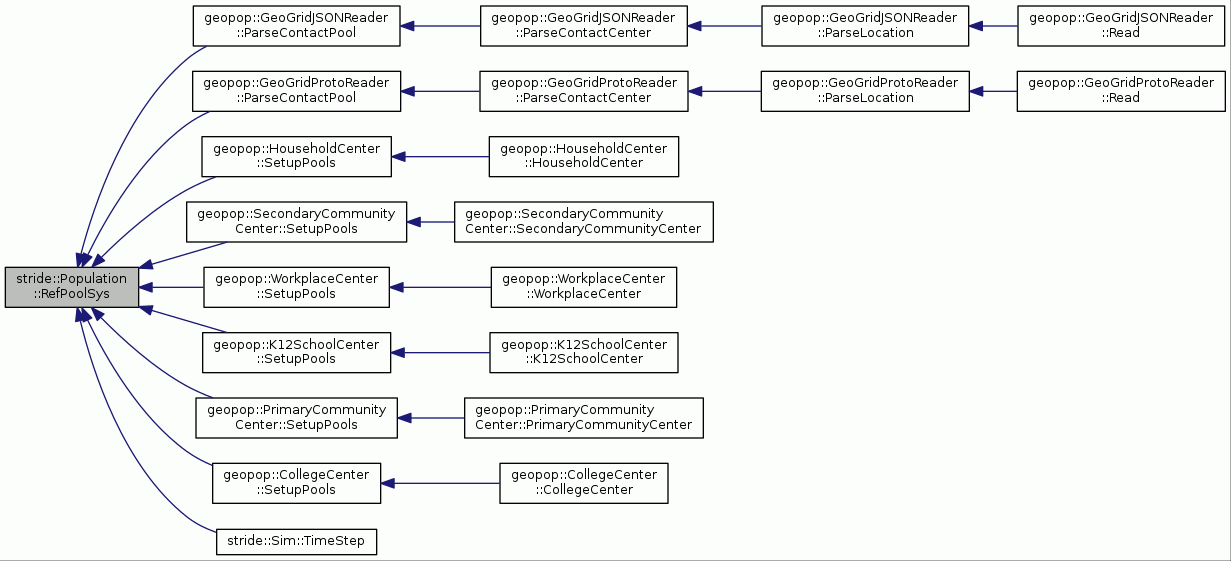 geopop::GeoGridJSONReader
::ParseContactPool
geopop::GeoGridJSONReader
::ParseContactCenter
geopop::GeoGridJSONReader
::ParseLocation
geopop::GeoGridJSONReader
::Read
geopop::GeoGridProtoReader
::ParseContactPool
geopop::GeoGridProtoReader
::ParseContactCenter
geopop::GeoGridProtoReader
::ParseLocation
geopop::GeoGridProtoReader
::Read
geopop::HouseholdCenter
::SetupPools
geopop::HouseholdCenter
::HouseholdCenter
geopop::SecondaryCommunity
Center::SetupPools
geopop::SecondaryCommunity
Center::SecondaryCommunityCenter
stride::Population
::RefPoolSys
geopop::WorkplaceCenter
::SetupPools
geopop::WorkplaceCenter
::WorkplaceCenter
geopop::K12SchoolCenter
::SetupPools
geopop::K12SchoolCenter
::K12SchoolCenter
geopop::PrimaryCommunity
Center::SetupPools
geopop::PrimaryCommunity
Center::PrimaryCommunityCenter
geopop::CollegeCenter
::SetupPools
geopop::CollegeCenter
::CollegeCenter
stride::Sim::TimeStep